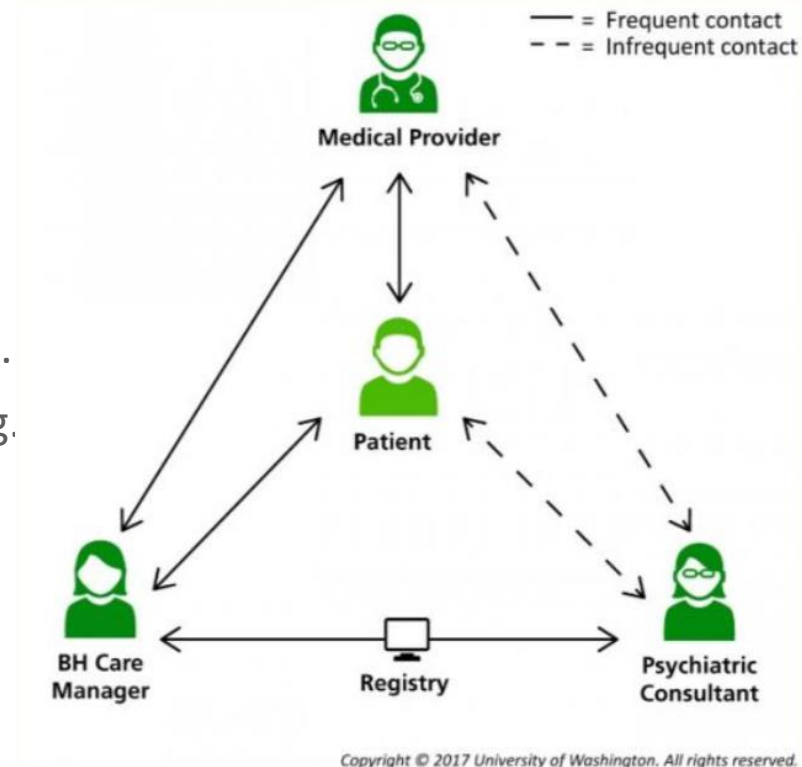 = Frequent contact
= Infrequent contact
Medical Provider
Patient
BH Care
Manager
Registry
Psychiatric
Consultant
Copyright © 2017 University of Washington. All rights reserved.